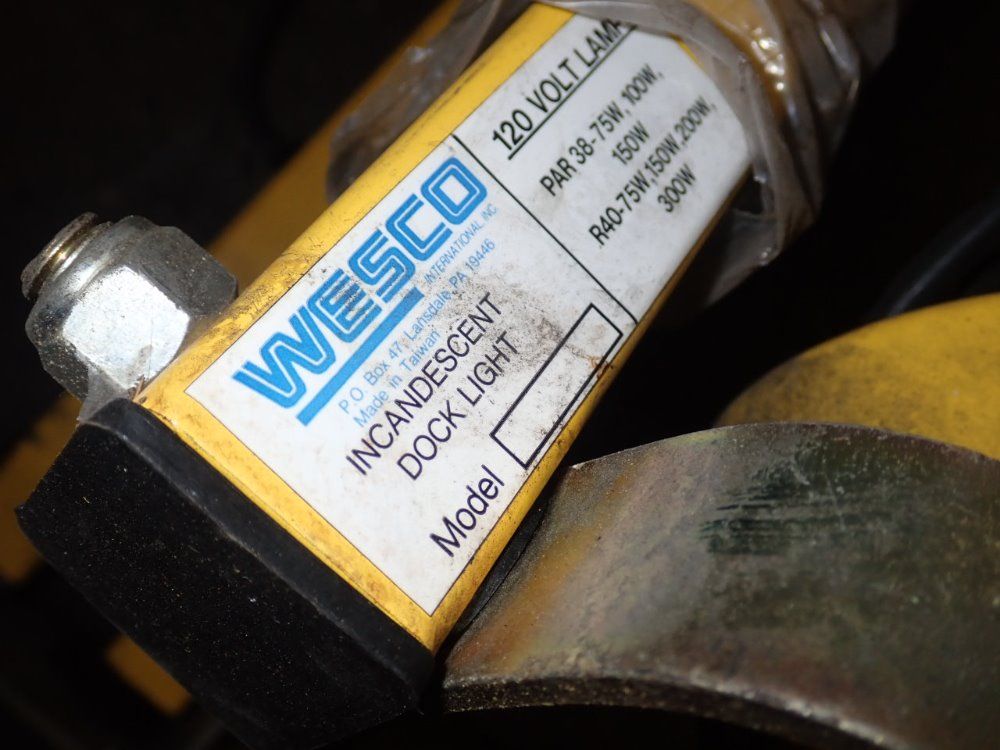 WESCO
INTERNATIONAL INC
P.O. Box 47, Lansdale, PA 19446
Made in Taiwan
INCANDESCENT
DOCK LIGHT
Model
120 VOLT LAMP
PAR 38-75W, 100W,
150W
R40-75W,150W,200W,
300W